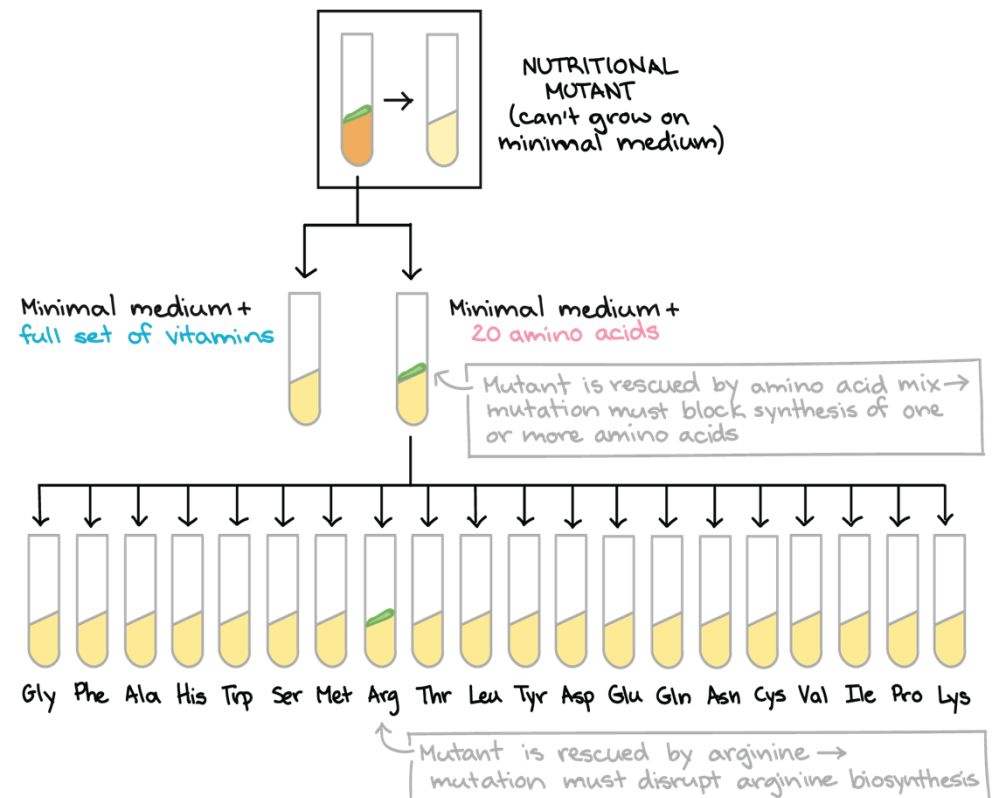 NUTRITIONAL
MUTANT
(can't grow on
minimal medium)
Minimal medium +
full set of vitamins
Minimal medium +
20 amino acids
Mutant is rescued by amino acid mix →
mutation must block synthesis of one
or more amino acids
Gly Phe Ala His Trp Ser Met Arg Thr Leu Tyr Asp Glu Gln Asn Cys Val Ile Pro Lys
Mutant is rescued by arginine →
mutation must disrupt arginine biosynthesis